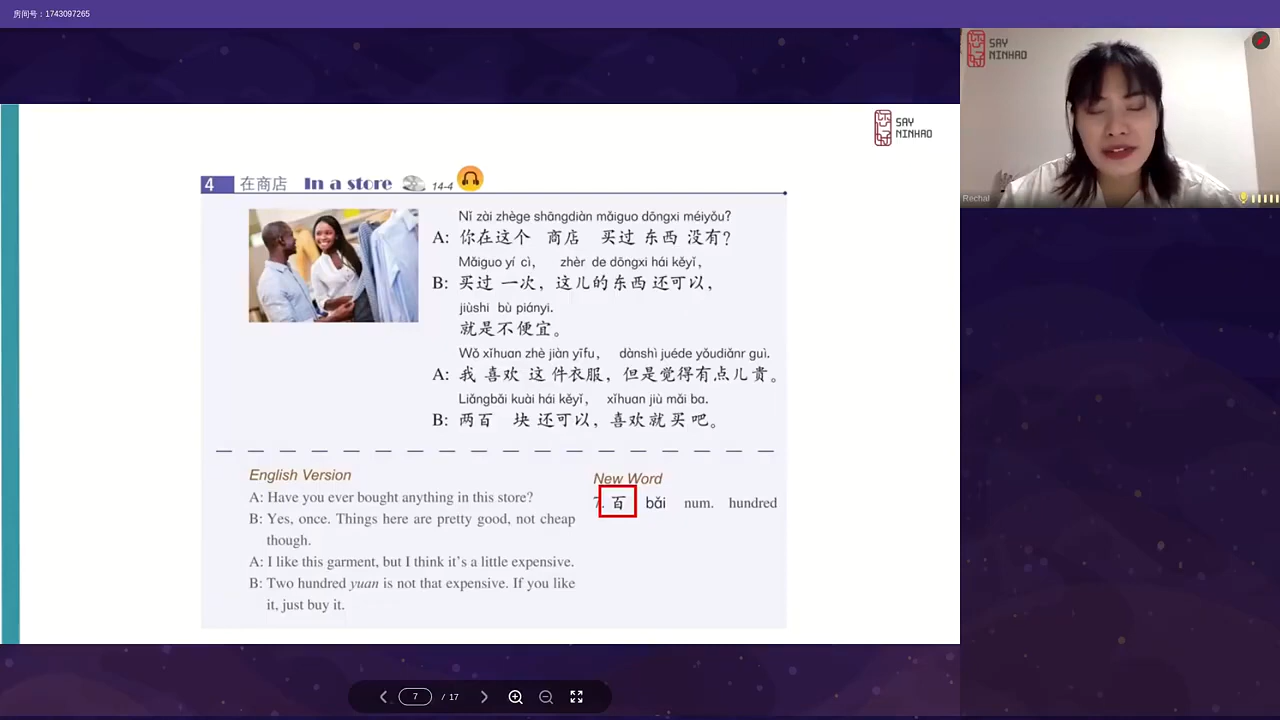 房间号：1743097265
SAY
NINHAO
SAY
NINHAO
Rechal
4 在商店 In a store 14-4
Nǐ zài zhège shāngdiàn mǎiguo dōngxi méiyǒu?
A: 你在这个 商店 买过 东西 没有？
Mǎiguo yí cì, zhèr de dōngxi hái kěyǐ,
B: 买过 一次，这儿的东西 还可以，
jiùshi bù piányi.
就是不便宜。
Wǒ xǐhuan zhè jiàn yīfu, dànshì juéde yǒudiǎnr guì.
A: 我 喜欢 这 件衣服，但是觉得有点儿贵。
Liǎngbǎi kuài hái kěyǐ, xǐhuan jiù mǎi ba.
B: 两百 块 还可以，喜欢就买吧。
English Version
A: Have you ever bought anything in this store?
B: Yes, once. Things here are pretty good, not cheap
though.
A: I like this garment, but I think it's a little expensive.
B: Two hundred yuan is not that expensive. If you like
it, just buy it.
New Word
7. 百 bǎi num. hundred
7 / 17